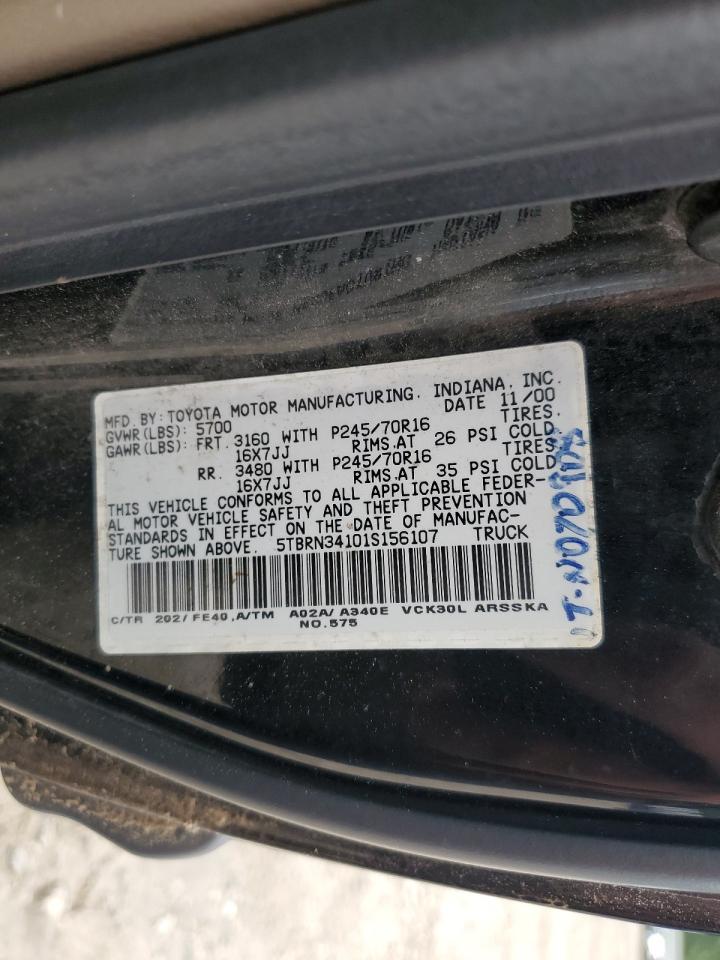 MFD. BY: TOYOTA MOTOR MANUFACTURING, INDIANA, INC.
GVWR(LBS): 5700 DATE 11/00
GAWR(LBS): FRT. 3160 WITH P245/70R16 TIRES,
16X7JJ RIMS,AT 26 PSI COLD
RR. 3480 WITH P245/70R16 TIRES,
16X7JJ RIMS,AT 35 PSI COLD
THIS VEHICLE CONFORMS TO ALL APPLICABLE FEDER-
AL MOTOR VEHICLE SAFETY AND THEFT PREVENTION
STANDARDS IN EFFECT ON THE DATE OF MANUFAC-
TURE SHOWN ABOVE. 5TBRN34101S156107 TRUCK
C/TR 202/ FE40 ,A/TM A02A/ A340E VCK30L ARSSKA
NO.575